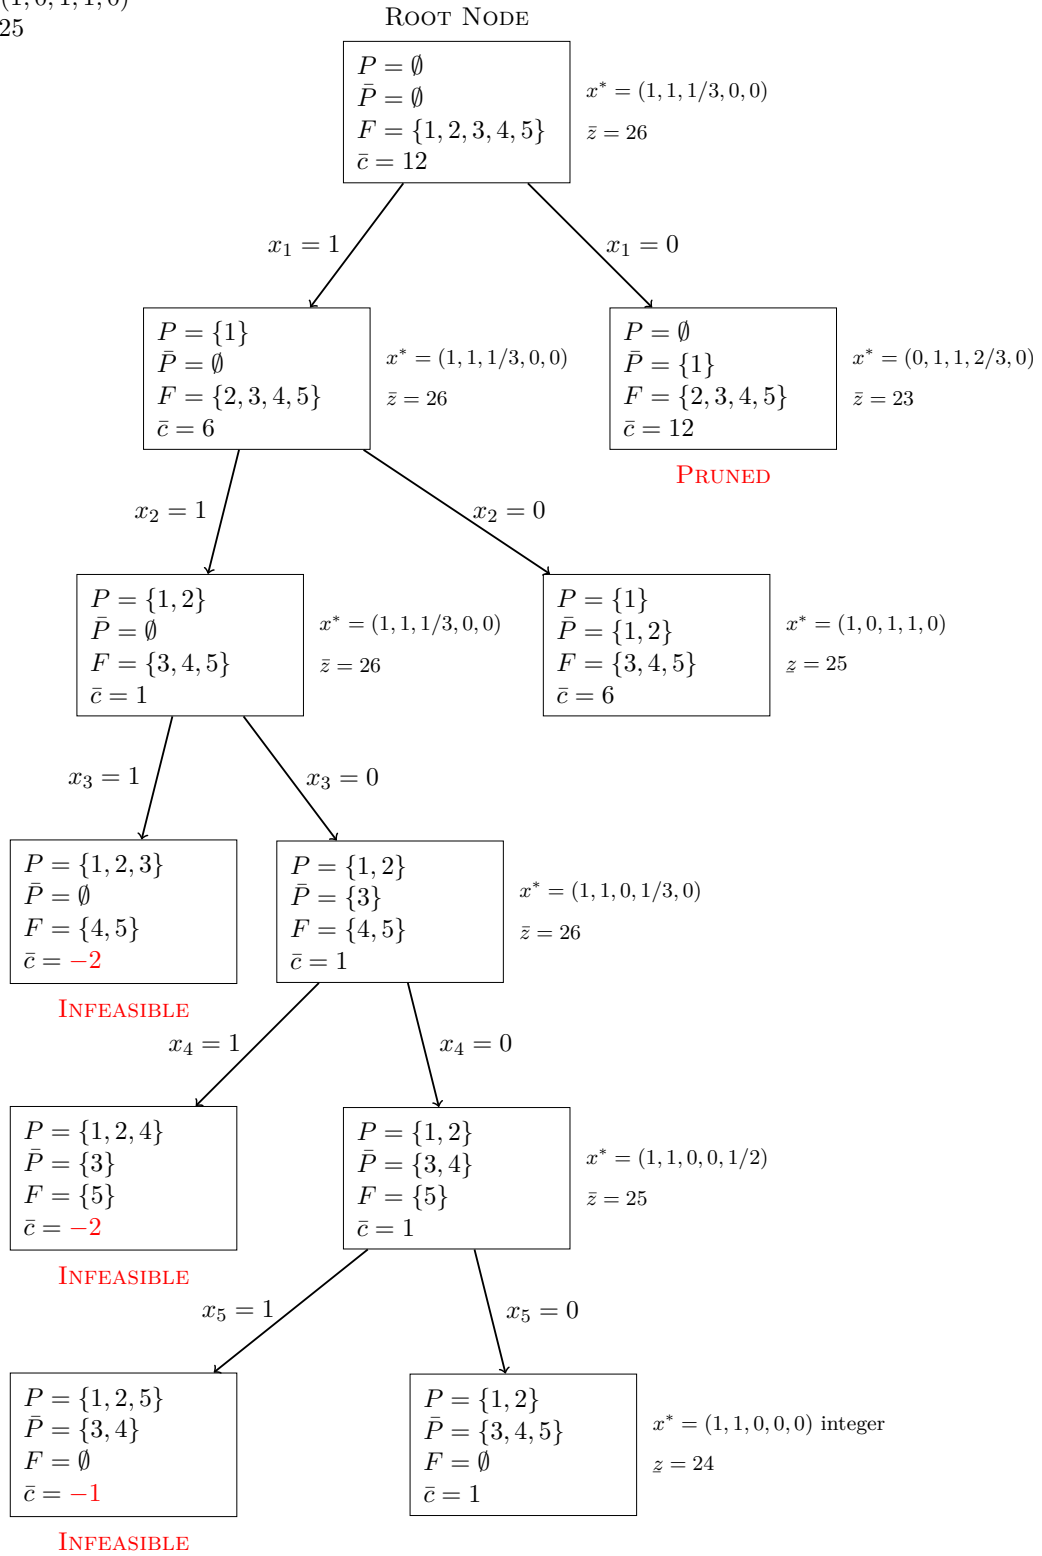 (1, 0, 1, 1, 0)
25
ROOT NODE
P = ∅
P̄ = ∅
F = {1, 2, 3, 4, 5}
c̄ = 12
x* = (1, 1, 1/3, 0, 0)
z̄ = 26
x₁ = 1
x₁ = 0
P = {1}
P̄ = ∅
F = {2, 3, 4, 5}
c̄ = 6
x* = (1, 1, 1/3, 0, 0)
z̄ = 26
P = ∅
P̄ = {1}
F = {2, 3, 4, 5}
c̄ = 12
x* = (0, 1, 1, 2/3, 0)
z̄ = 23
PRUNED
x₂ = 1
x₂ = 0
P = {1, 2}
P̄ = ∅
F = {3, 4, 5}
c̄ = 1
x* = (1, 1, 1/3, 0, 0)
z̄ = 26
P = {1}
P̄ = {1, 2}
F = {3, 4, 5}
c̄ = 6
x* = (1, 0, 1, 1, 0)
z̲ = 25
x₃ = 1
x₃ = 0
P = {1, 2, 3}
P̄ = ∅
F = {4, 5}
c̄ = −2
INFEASIBLE
P = {1, 2}
P̄ = {3}
F = {4, 5}
c̄ = 1
x* = (1, 1, 0, 1/3, 0)
z̄ = 26
x₄ = 1
x₄ = 0
P = {1, 2, 4}
P̄ = {3}
F = {5}
c̄ = −2
INFEASIBLE
P = {1, 2}
P̄ = {3, 4}
F = {5}
c̄ = 1
x* = (1, 1, 0, 0, 1/2)
z̄ = 25
x₅ = 1
x₅ = 0
P = {1, 2, 5}
P̄ = {3, 4}
F = ∅
c̄ = −1
INFEASIBLE
P = {1, 2}
P̄ = {3, 4, 5}
F = ∅
c̄ = 1
x* = (1, 1, 0, 0, 0) integer
z̲ = 24